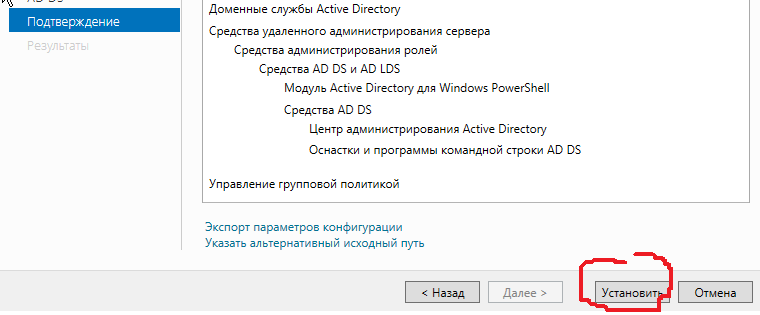 AD DS
Подтверждение
Результаты
Доменные службы Active Directory
Средства удаленного администрирования сервера
Средства администрирования ролей
Средства AD DS и AD LDS
Модуль Active Directory для Windows PowerShell
Средства AD DS
Центр администрирования Active Directory
Оснастки и программы командной строки AD DS
Управление групповой политикой
Экспорт параметров конфигурации
Указать альтернативный исходный путь
< Назад
Далее >
Установить
Отмена